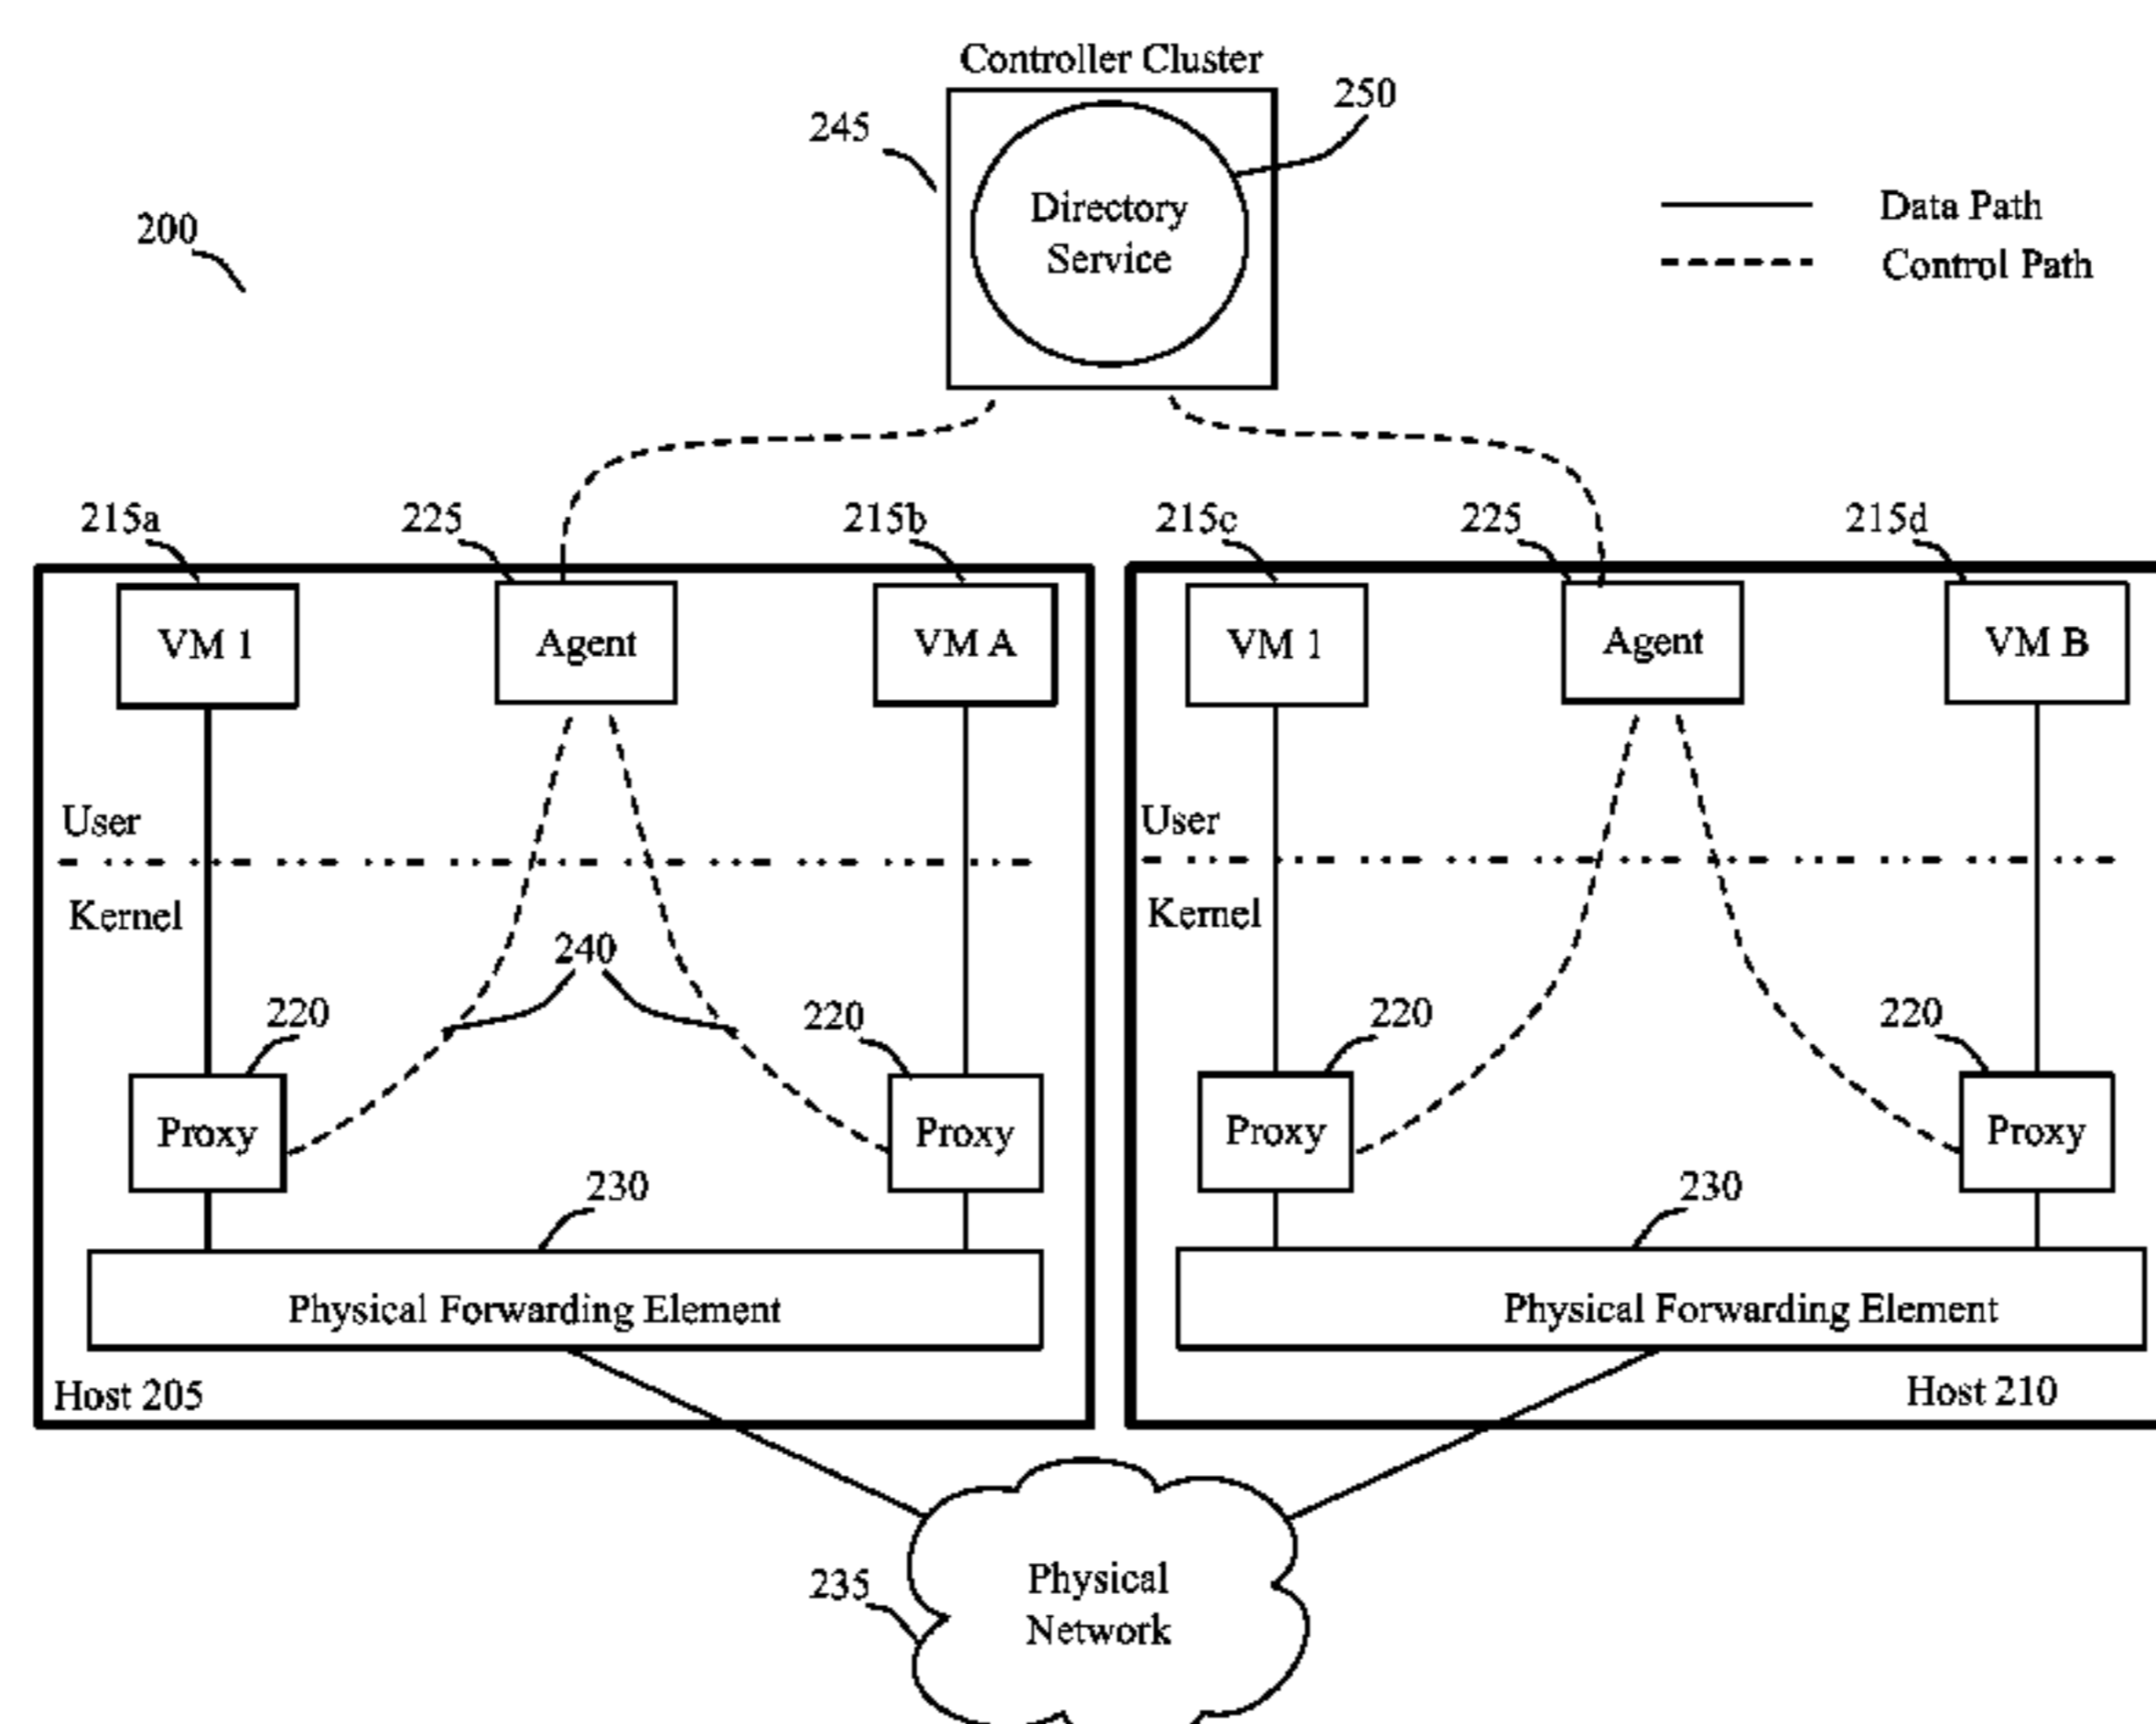 Controller Cluster
245
250
Directory
Service
200
Data Path
Control Path
215a
225
215b
215c
225
215d
VM 1
Agent
VM A
VM 1
Agent
VM B
User
User
Kernel
Kernel
240
220
220
220
220
Proxy
Proxy
Proxy
Proxy
230
230
Physical Forwarding Element
Physical Forwarding Element
Host 205
Host 210
235
Physical
Network